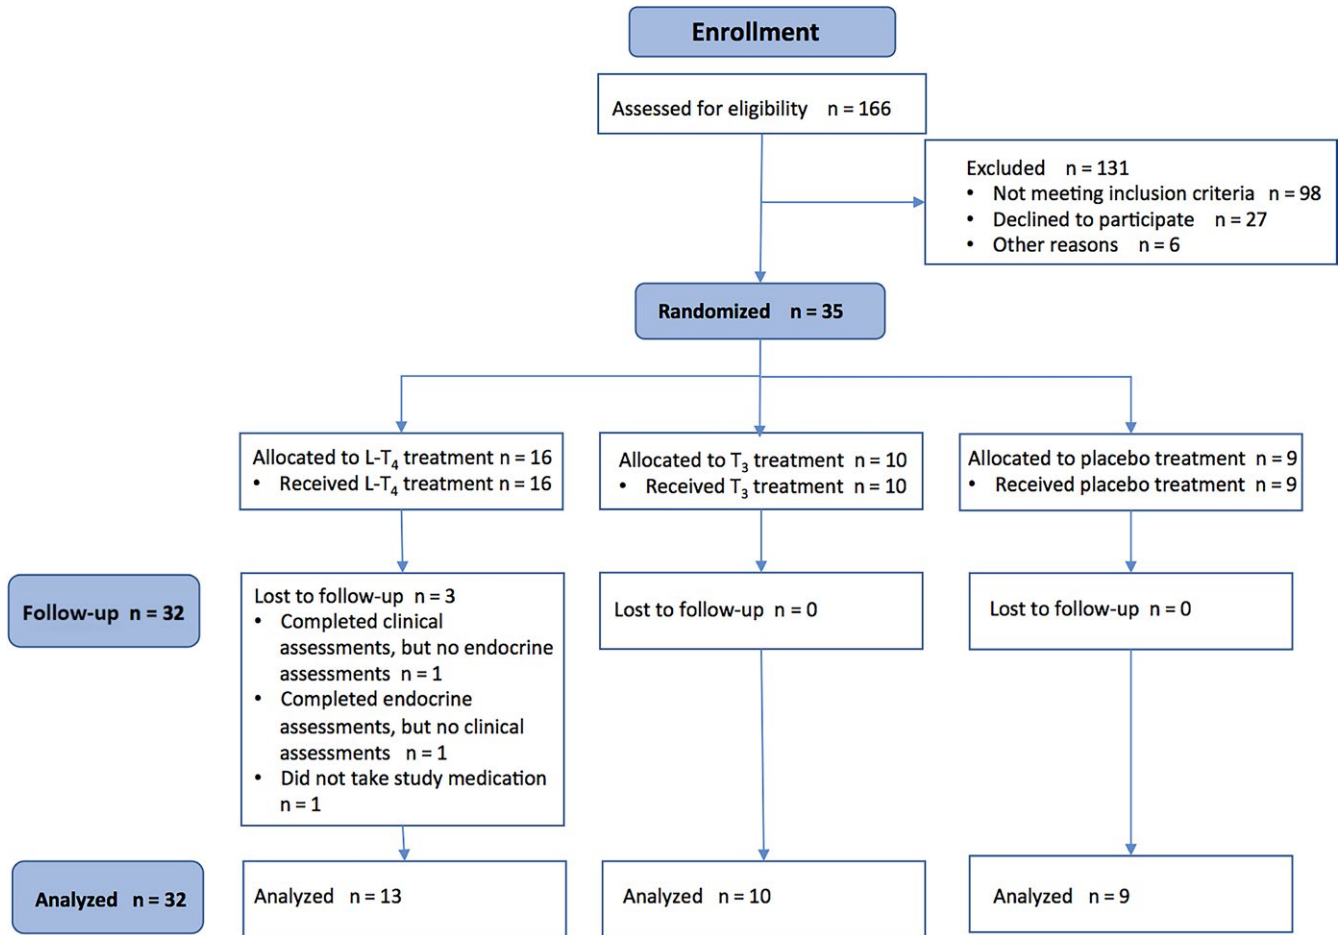 Enrollment
Assessed for eligibility n = 166
Excluded n = 131
• Not meeting inclusion criteria n = 98
• Declined to participate n = 27
• Other reasons n = 6
Randomized n = 35
Allocated to L-T₄ treatment n = 16
• Received L-T₄ treatment n = 16
Allocated to T₃ treatment n = 10
• Received T₃ treatment n = 10
Allocated to placebo treatment n = 9
• Received placebo treatment n = 9
Follow-up n = 32
Lost to follow-up n = 3
• Completed clinical
assessments, but no endocrine
assessments n = 1
• Completed endocrine
assessments, but no clinical
assessments n = 1
• Did not take study medication
n = 1
Lost to follow-up n = 0
Lost to follow-up n = 0
Analyzed n = 32
Analyzed n = 13
Analyzed n = 10
Analyzed n = 9